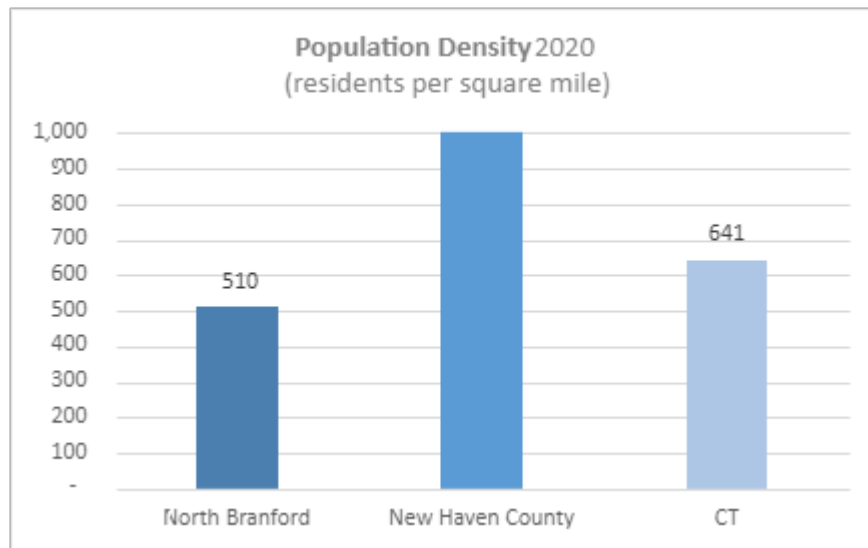 Population Density 2020
(residents per square mile)
1,000
900
800
700
600
500
400
300
200
100
-
510
641
North Branford
New Haven County
CT